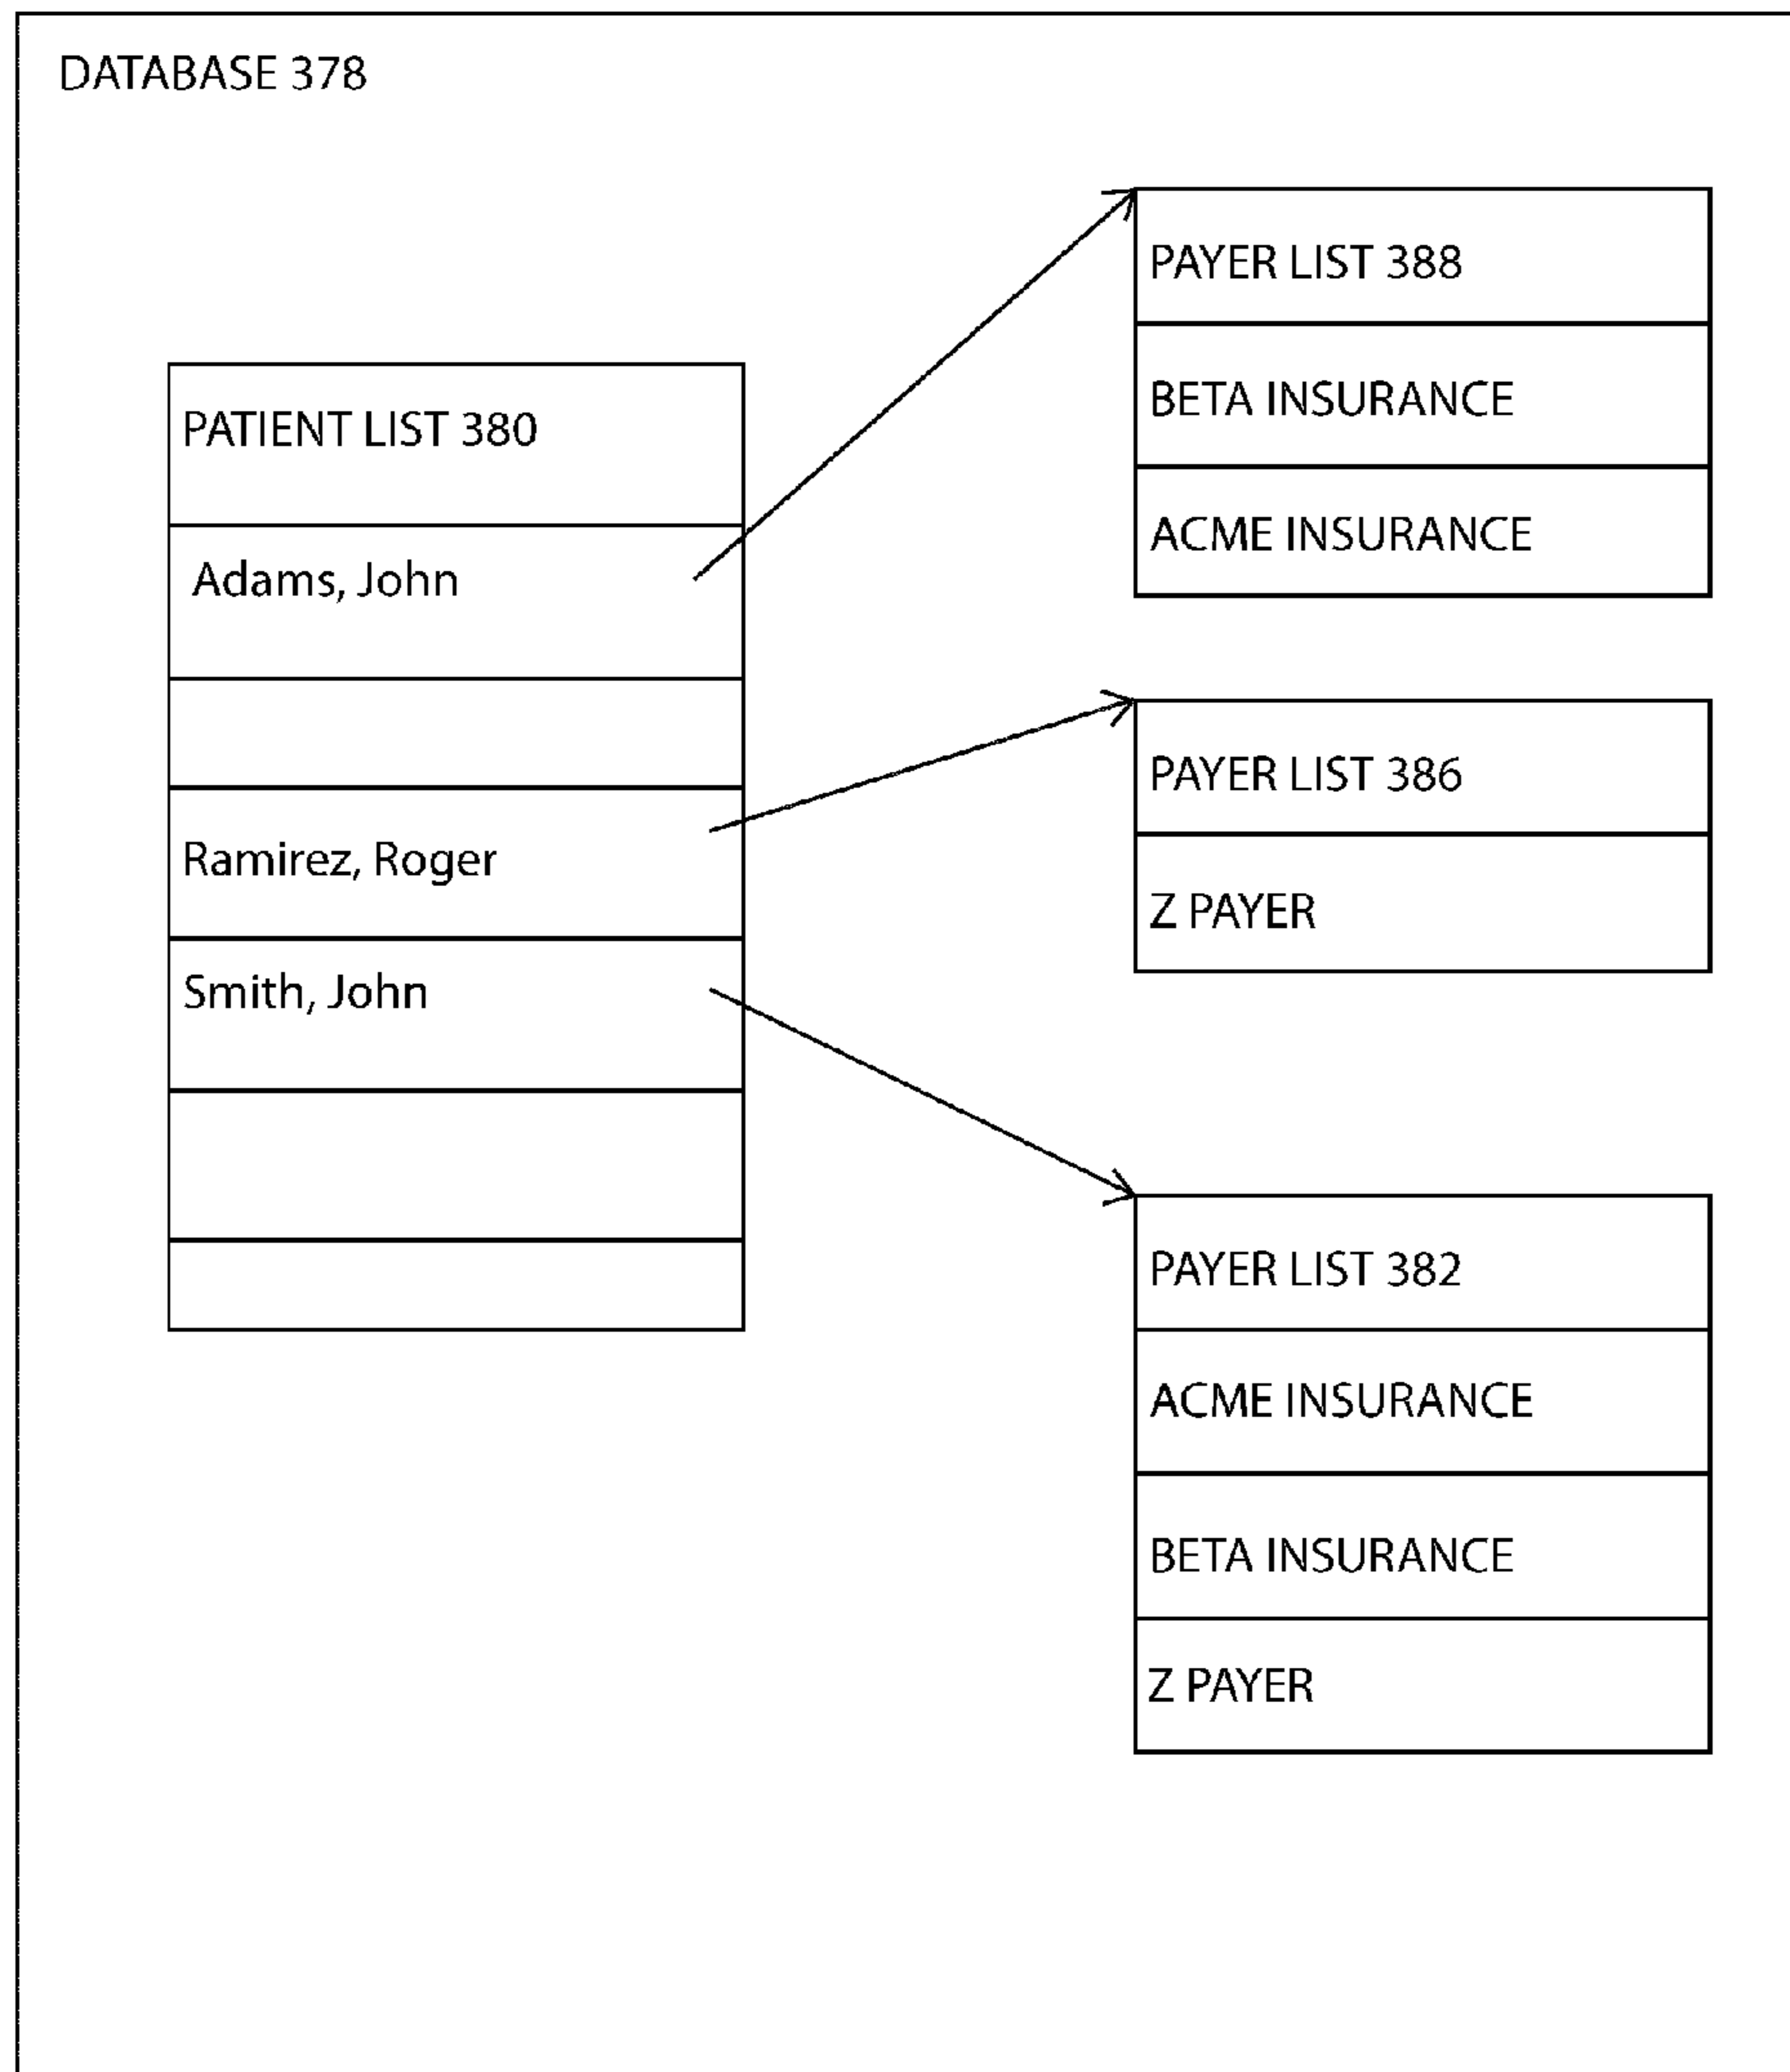 DATABASE 378
PATIENT LIST 380
Adams, John
Ramirez, Roger
Smith, John
PAYER LIST 388
BETA INSURANCE
ACME INSURANCE
PAYER LIST 386
Z PAYER
PAYER LIST 382
ACME INSURANCE
BETA INSURANCE
Z PAYER